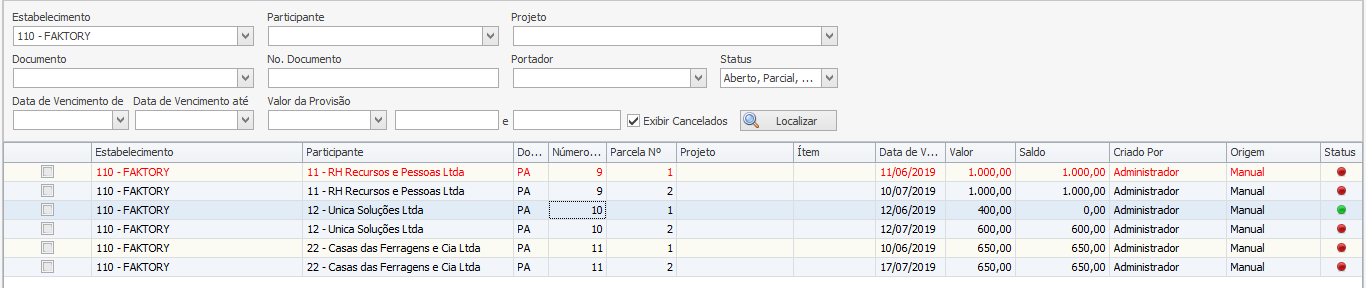 Estabelecimento Participante Projeto
110 - FAKTORY
Documento No. Documento Portador Status
Aberto, Parcial, ...
Data de Vencimento de Data de Vencimento até Valor da Provisão
e Exibir Cancelados Localizar
Estabelecimento Participante Do... Número... Parcela Nº Projeto Ítem Data de V... Valor Saldo Criado Por Origem Status
110 - FAKTORY 11 - RH Recursos e Pessoas Ltda PA 9 1 11/06/2019 1.000,00 1.000,00 Administrador Manual
110 - FAKTORY 11 - RH Recursos e Pessoas Ltda PA 9 2 10/07/2019 1.000,00 1.000,00 Administrador Manual
110 - FAKTORY 12 - Unica Soluções Ltda PA 10 1 12/06/2019 400,00 0,00 Administrador Manual
110 - FAKTORY 12 - Unica Soluções Ltda PA 10 2 12/07/2019 600,00 600,00 Administrador Manual
110 - FAKTORY 22 - Casas das Ferragens e Cia Ltda PA 11 1 10/06/2019 650,00 650,00 Administrador Manual
110 - FAKTORY 22 - Casas das Ferragens e Cia Ltda PA 11 2 17/07/2019 650,00 650,00 Administrador Manual